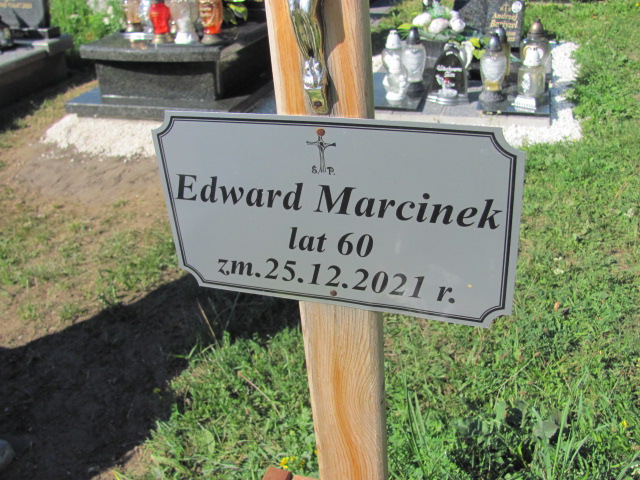 Ś. P.
Edward Marcinek
lat 60
zm.25.12.2021 r.